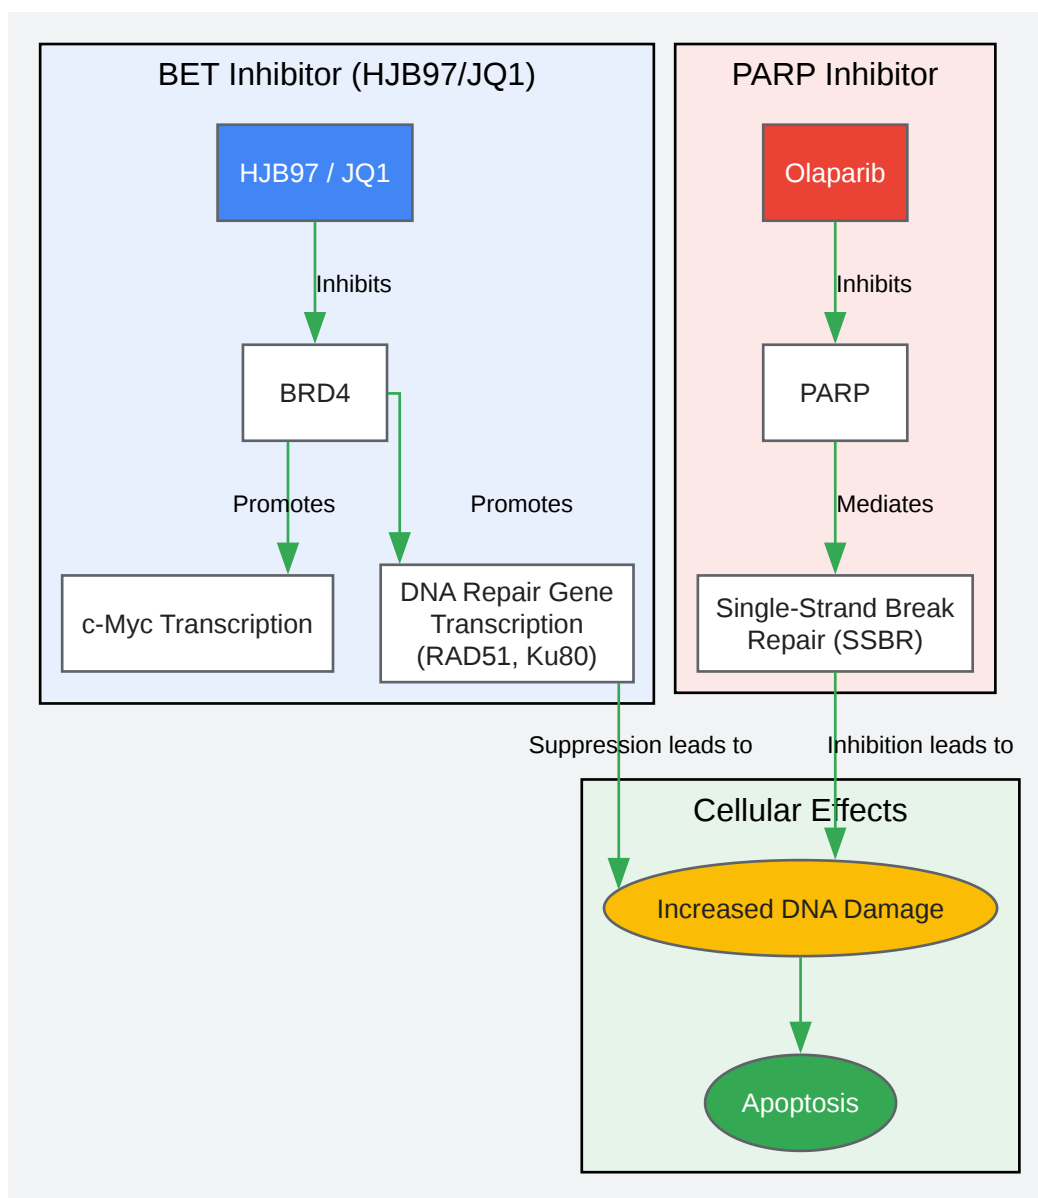 BET Inhibitor (HJB97/JQ1)
HJB97 / JQ1
Inhibits
BRD4
Promotes
Promotes
c-Myc Transcription
DNA Repair Gene
Transcription
(RAD51, Ku80)
Suppression leads to
PARP Inhibitor
Olaparib
Inhibits
PARP
Mediates
Single-Strand Break
Repair (SSBR)
Inhibition leads to
Cellular Effects
Increased DNA Damage
Apoptosis